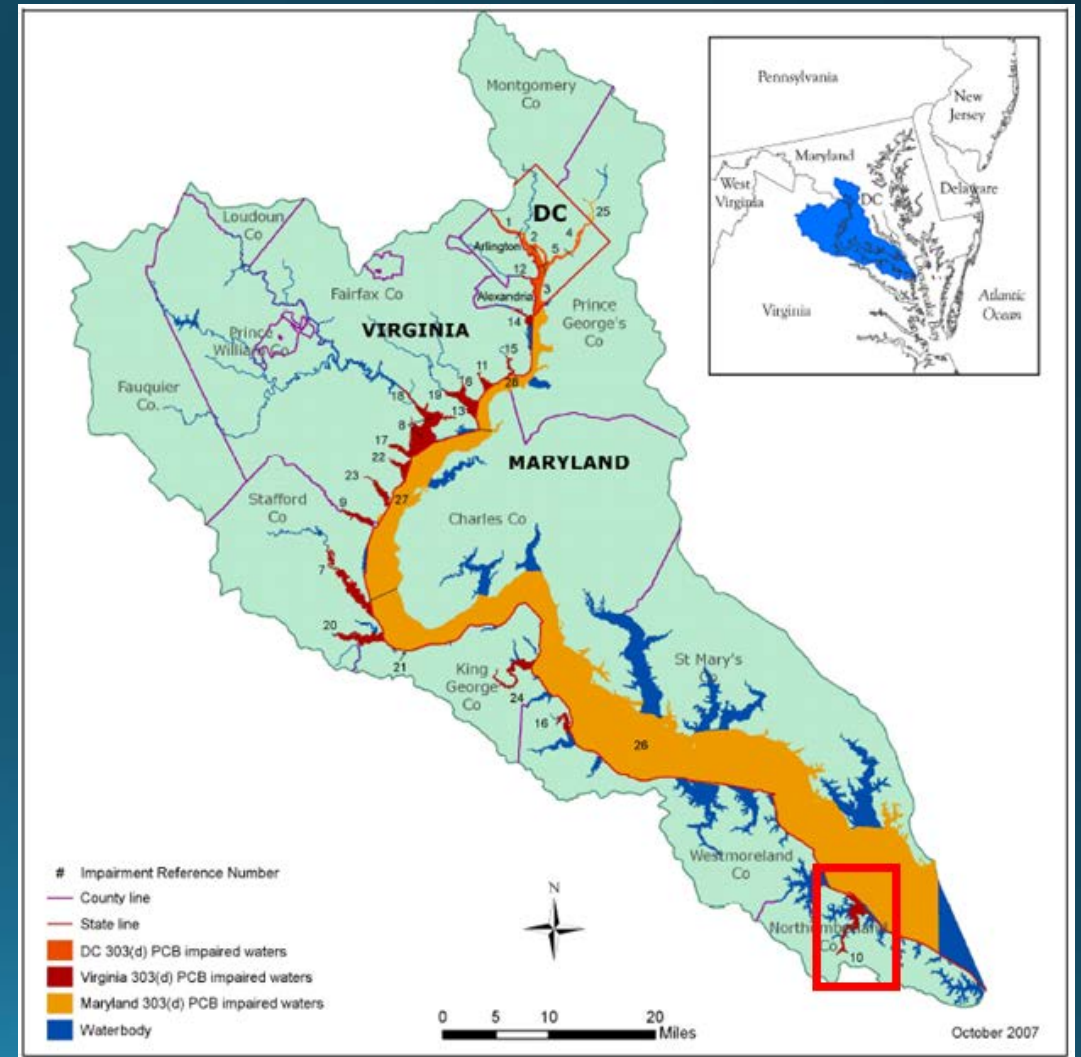 Montgomery
Co
Pennsylvania
New
Jersey
Maryland
West
Virginia
DC
Delaware
Virginia
Chesapeake Bay
Atlantic
Ocean
Loudoun
Co
DC
1
25
2
4
Arlington
5
12
3
Alexandria
Fairfax Co
Prince
George's
Co
14
VIRGINIA
Prince
William Co
15
11
28
Fauquier
Co.
18
19
16
13
8
17
22
MARYLAND
23
27
Stafford
Co
9
Charles Co
7
20
21
King
George
Co
24
16
St Mary's
Co
26
Westmoreland
Co
Northumberland
Co
10
# Impairment Reference Number
County line
State line
DC 303(d) PCB impaired waters
Virginia 303(d) PCB impaired waters
Maryland 303(d) PCB impaired waters
Waterbody
N
0 5 10 20
Miles
October 2007